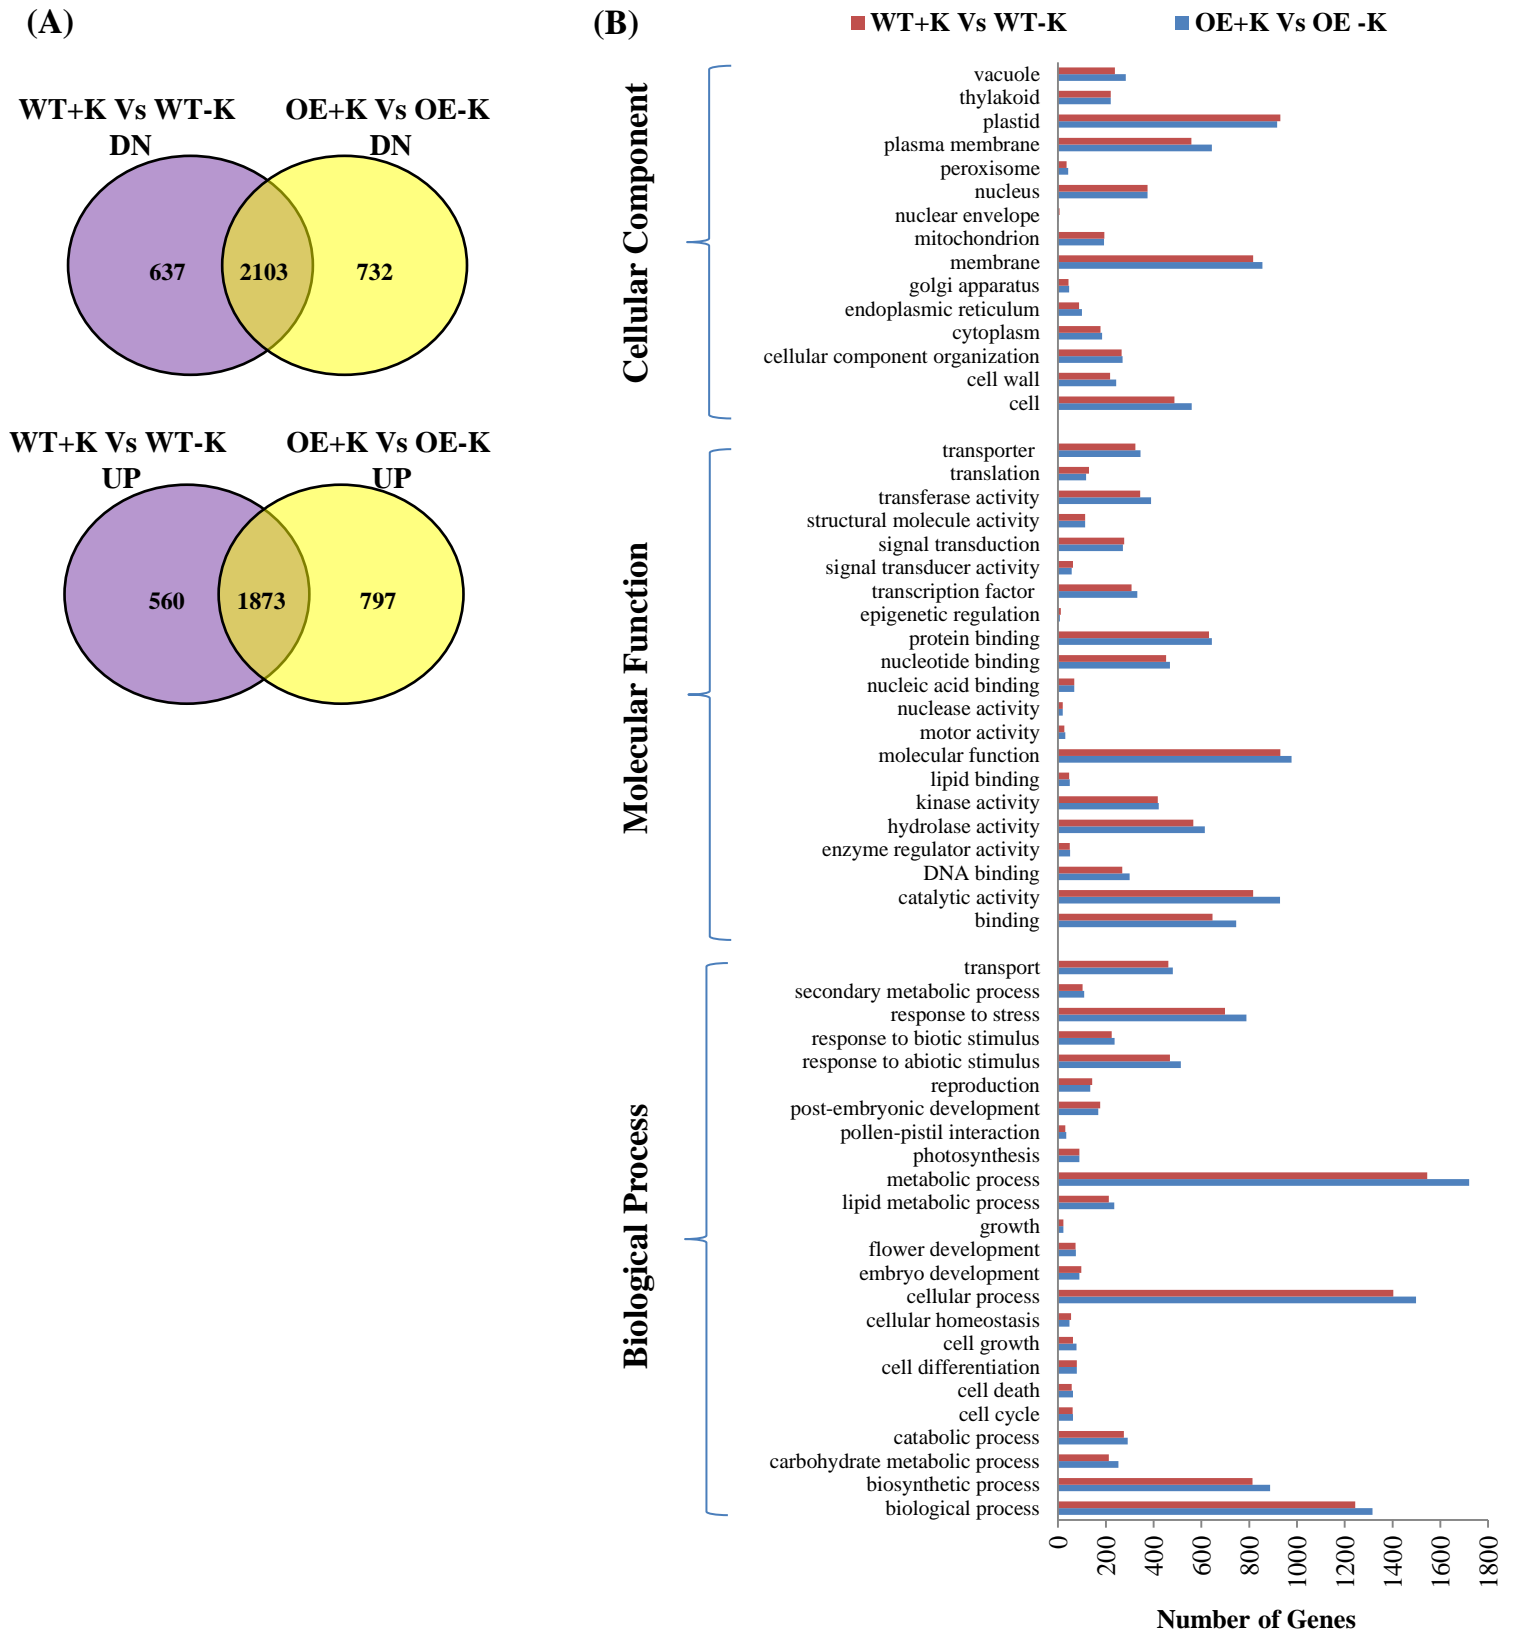 (A)
WT+K Vs WT-K
DN
OE+K Vs OE-K
DN
637
2103
732
WT+K Vs WT-K
UP
OE+K Vs OE-K
UP
560
1873
797
(B)
WT+K Vs WT-K
OE+K Vs OE -K
Cellular Component
vacuole
thylakoid
plastid
plasma membrane
peroxisome
nucleus
nuclear envelope
mitochondrion
membrane
golgi apparatus
endoplasmic reticulum
cytoplasm
cellular component organization
cell wall
cell
Molecular Function
transporter
translation
transferase activity
structural molecule activity
signal transduction
signal transducer activity
transcription factor
epigenetic regulation
protein binding
nucleotide binding
nucleic acid binding
nuclease activity
motor activity
molecular function
lipid binding
kinase activity
hydrolase activity
enzyme regulator activity
DNA binding
catalytic activity
binding
Biological Process
transport
secondary metabolic process
response to stress
response to biotic stimulus
response to abiotic stimulus
reproduction
post-embryonic development
pollen-pistil interaction
photosynthesis
metabolic process
lipid metabolic process
growth
flower development
embryo development
cellular process
cellular homeostasis
cell growth
cell differentiation
cell death
cell cycle
catabolic process
carbohydrate metabolic process
biosynthetic process
biological process
0
200
400
600
800
1000
1200
1400
1600
1800
Number of Genes